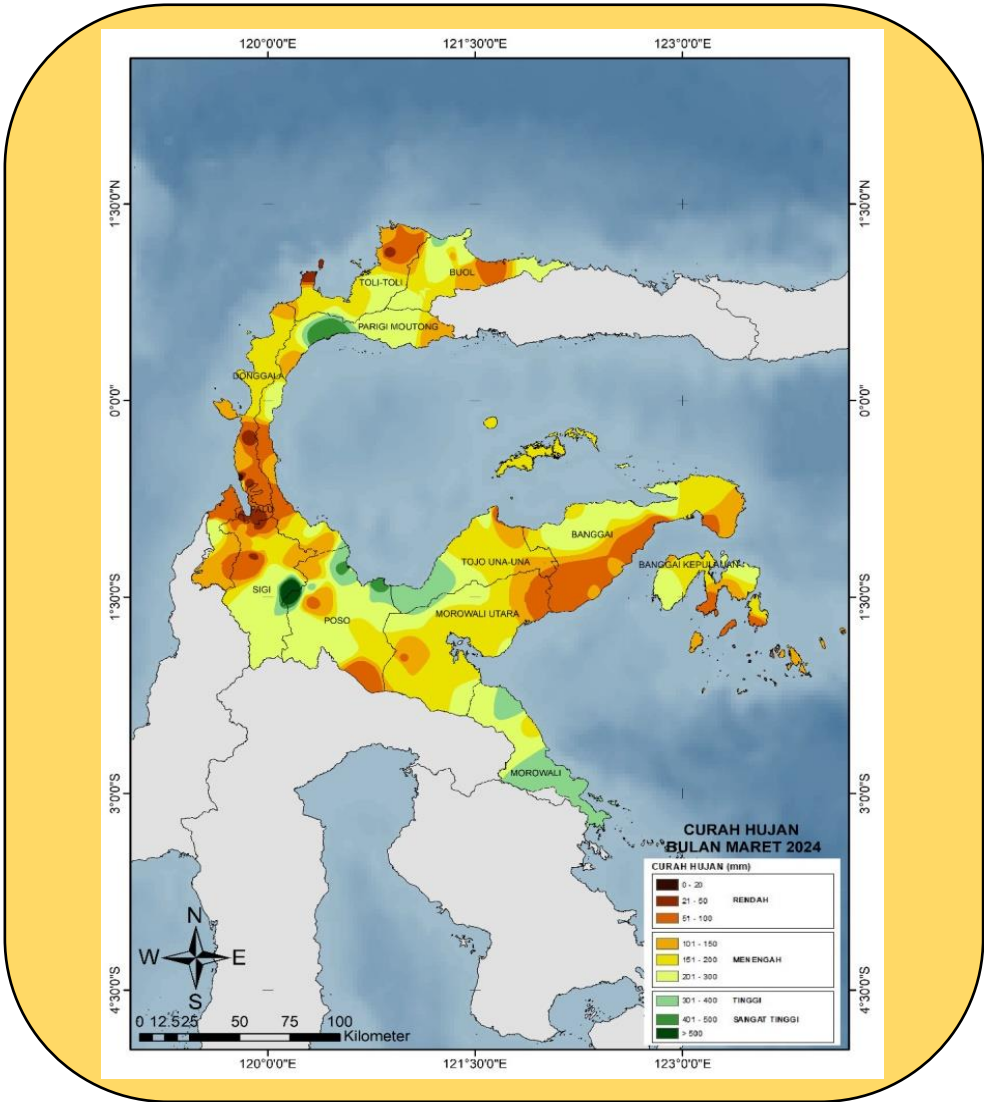 120°0'0"E 121°30'0"E 123°0'0"E
1°30'0"N 1°30'0"N
TOLI-TOLI
BUOL
PARIGI MOUTONG
DONGGALA
0°0'0" 0°0'0"
PALU
BANGGAI
TOJO UNA-UNA
BANGGAI KEPULAUAN
SIGI
1°30'0"S 1°30'0"S
MOROWALI UTARA
POSO
MOROWALI
3°0'0"S 3°0'0"S
CURAH HUJAN
BULAN MARET 2024
CURAH HUJAN (mm)
0 - 20
21 - 50 RENDAH
51 - 100
101 - 150
151 - 200 MENENGAH
201 - 300
301 - 400 TINGGI
401 - 500 SANGAT TINGGI
> 500
N
W E
S
4°30'0"S 4°30'0"S
0 12.5 25 50 75 100
Kilometer
120°0'0"E 121°30'0"E 123°0'0"E